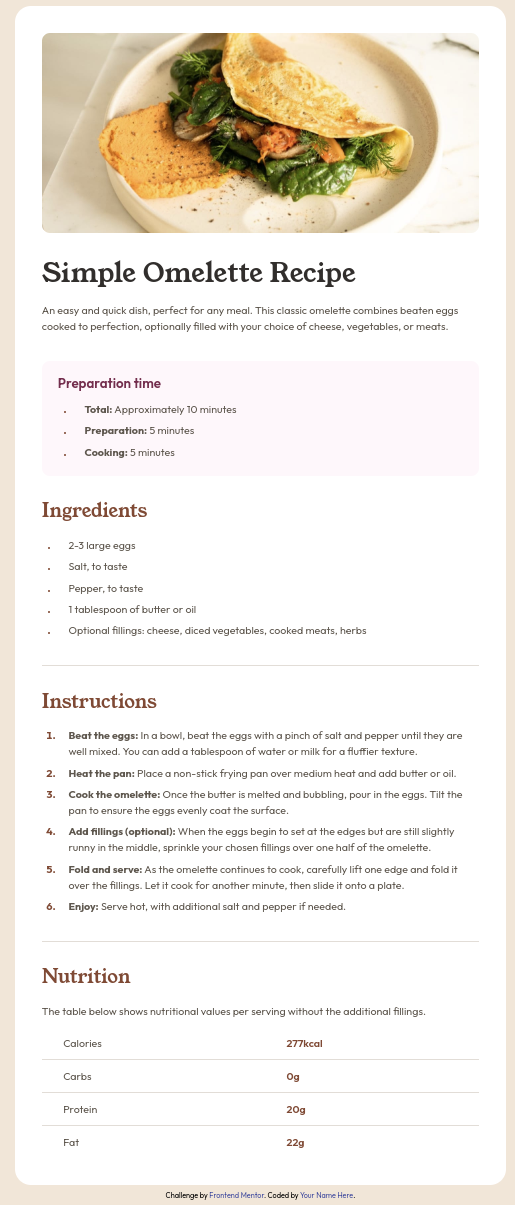 Simple Omelette Recipe
An easy and quick dish, perfect for any meal. This classic omelette combines beaten eggs
cooked to perfection, optionally filled with your choice of cheese, vegetables, or meats.
Preparation time
• Total: Approximately 10 minutes
• Preparation: 5 minutes
• Cooking: 5 minutes
Ingredients
• 2-3 large eggs
• Salt, to taste
• Pepper, to taste
• 1 tablespoon of butter or oil
• Optional fillings: cheese, diced vegetables, cooked meats, herbs
Instructions
1. Beat the eggs: In a bowl, beat the eggs with a pinch of salt and pepper until they are
well mixed. You can add a tablespoon of water or milk for a fluffier texture.
2. Heat the pan: Place a non-stick frying pan over medium heat and add butter or oil.
3. Cook the omelette: Once the butter is melted and bubbling, pour in the eggs. Tilt the
pan to ensure the eggs evenly coat the surface.
4. Add fillings (optional): When the eggs begin to set at the edges but are still slightly
runny in the middle, sprinkle your chosen fillings over one half of the omelette.
5. Fold and serve: As the omelette continues to cook, carefully lift one edge and fold it
over the fillings. Let it cook for another minute, then slide it onto a plate.
6. Enjoy: Serve hot, with additional salt and pepper if needed.
Nutrition
The table below shows nutritional values per serving without the additional fillings.
Calories 277kcal
Carbs 0g
Protein 20g
Fat 22g
Challenge by Frontend Mentor. Coded by Your Name Here.